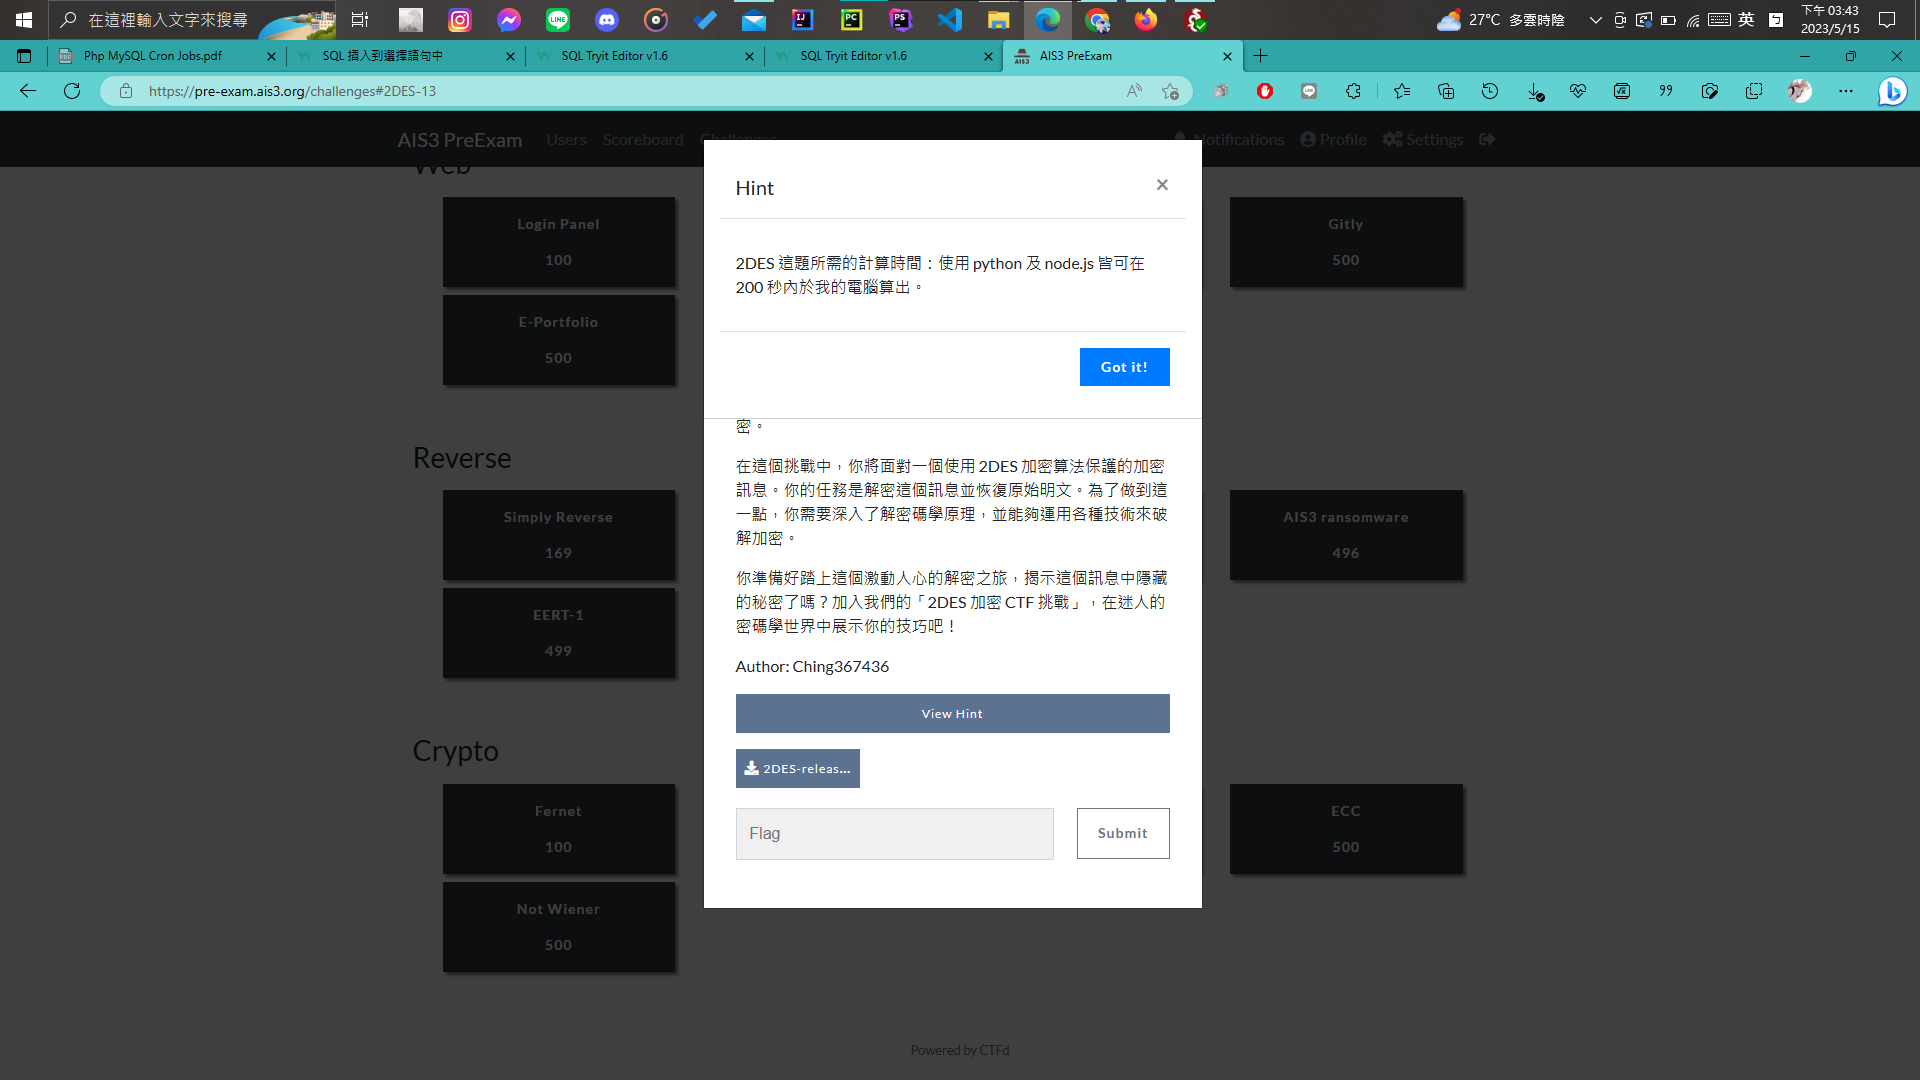 在這裡輸入文字來搜尋
27°C 多雲時陰
英
下午 03:43
2023/5/15
Php MySQL Cron Jobs.pdf
SQL 插入到選擇語句中
SQL Tryit Editor v1.6
SQL Tryit Editor v1.6
AIS3 PreExam
https://pre-exam.ais3.org/challenges#2DES-13
AIS3 PreExam
Users
Scoreboard
Challenges
Notifications
Profile
Settings
Web
Login Panel
100
Gitly
500
E-Portfolio
500
Hint
×
2DES 這題所需的計算時間：使用 python 及 node.js 皆可在
200 秒內於我的電腦算出。
Got it!
密。
在這個挑戰中，你將面對一個使用 2DES 加密算法保護的加密
訊息。你的任務是解密這個訊息並恢復原始明文。為了做到這
一點，你需要深入了解密碼學原理，並能夠運用各種技術來破
解加密。
你準備好踏上這個激動人心的解密之旅，揭示這個訊息中隱藏
的秘密了嗎？加入我們的「2DES 加密 CTF 挑戰」，在迷人的
密碼學世界中展示你的技巧吧！
Author: Ching367436
View Hint
2DES-releas...
Flag
Submit
Reverse
Simply Reverse
169
AIS3 ransomware
496
EERT-1
499
Crypto
Fernet
100
ECC
500
Not Wiener
500
Powered by CTFd